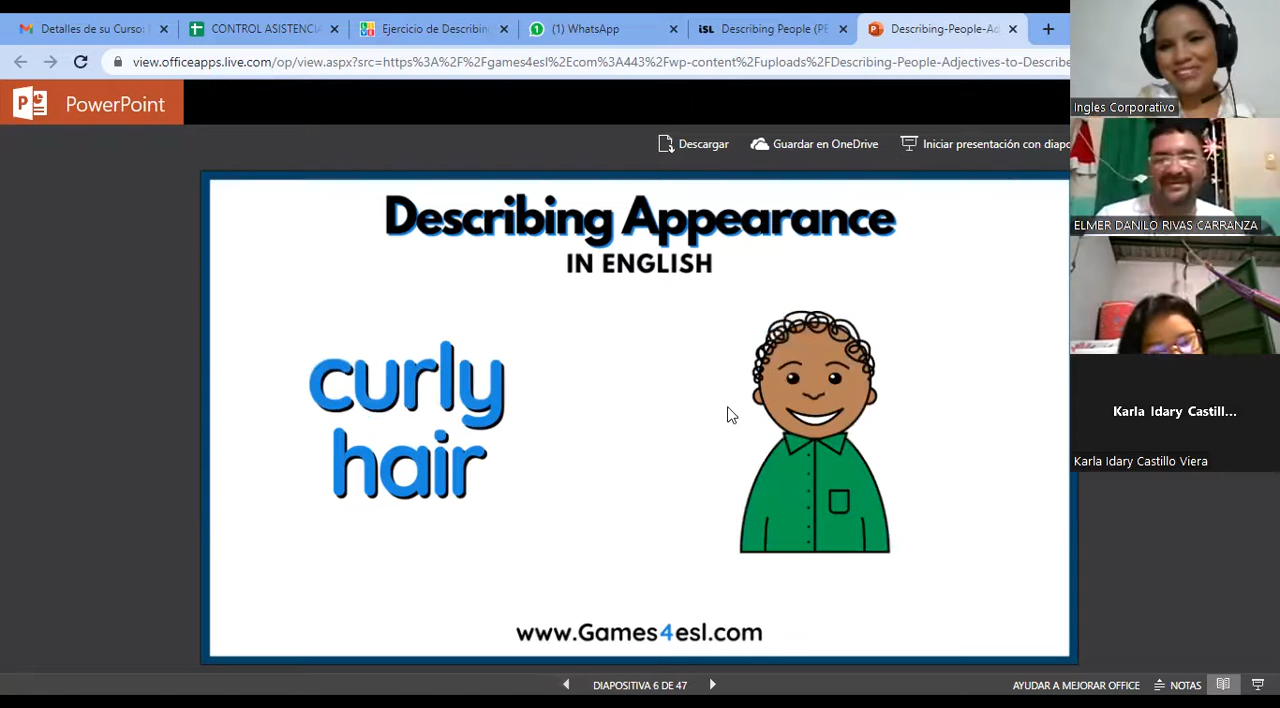 Detalles de su Curso:
CONTROL ASISTENCIA
Ejercicio de Describin
(1) WhatsApp
iSL Describing People (PE
Describing-People-Ad
view.officeapps.live.com/op/view.aspx?src=https%3A%2F%2Fgames4esl%2Ecom%3A443%2Fwp-content%2Fuploads%2FDescribing-People-Adjectives-to-Describe
PowerPoint
Descargar
Guardar en OneDrive
Iniciar presentación con diapo
Describing Appearance
IN ENGLISH
curly
hair
www.Games4esl.com
DIAPOSITIVA 6 DE 47
AYUDAR A MEJORAR OFFICE
NOTAS
Ingles Corporativo
ELMER DANILO RIVAS CARRANZA
Karla Idary Castill...
Karla Idary Castillo Viera